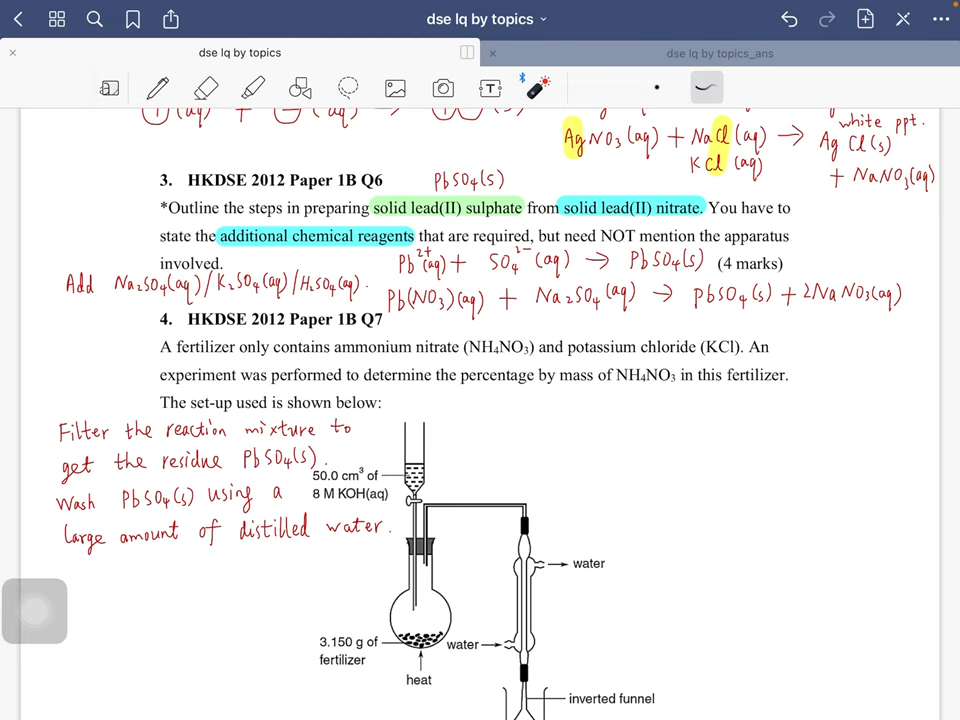 dse lq by topics
dse lq by topics
dse lq by topics_ans
(aq) + (aq) → (s)
white ppt.
AgNO₃(aq) + NaCl(aq) → AgCl(s)
KCl(aq) + NaNO₃(aq)
3. HKDSE 2012 Paper 1B Q6 PbSO₄(s)
*Outline the steps in preparing solid lead(II) sulphate from solid lead(II) nitrate. You have to
state the additional chemical reagents that are required, but need NOT mention the apparatus
involved. Pb²⁺(aq) + SO₄²⁻(aq) → PbSO₄(s) (4 marks)
Add Na₂SO₄(aq)/K₂SO₄(aq)/H₂SO₄(aq).
Pb(NO₃)(aq) + Na₂SO₄(aq) → PbSO₄(s) + 2NaNO₃(aq)
4. HKDSE 2012 Paper 1B Q7
A fertilizer only contains ammonium nitrate (NH₄NO₃) and potassium chloride (KCl). An
experiment was performed to determine the percentage by mass of NH₄NO₃ in this fertilizer.
The set-up used is shown below:
Filter the reaction mixture to
get the residue PbSO₄(s).
Wash PbSO₄(s) using a
large amount of distilled water.
50.0 cm³ of
8 M KOH(aq)
water
3.150 g of
fertilizer
water
heat
inverted funnel